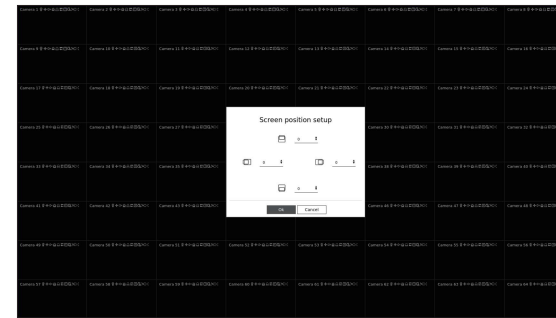 Camera 1 Camera 2 Camera 3 Camera 4 Camera 5 Camera 6 Camera 7 Camera 8
Camera 9 Camera 10 Camera 11 Camera 12 Camera 13 Camera 14 Camera 15 Camera 16
Camera 17 Camera 18 Camera 19 Camera 20 Camera 21 Camera 22 Camera 23 Camera 24
Screen position setup
Camera 25 Camera 26 Camera 27 Camera 30 Camera 31 Camera 32
0
0 0
Camera 33 Camera 34 Camera 35 Camera 38 Camera 39 Camera 40
0
Camera 41 Camera 42 Camera 43 Camera 46 Camera 47 Camera 48
Ok Cancel
Camera 49 Camera 50 Camera 51 Camera 52 Camera 53 Camera 54 Camera 55 Camera 56
Camera 57 Camera 58 Camera 59 Camera 60 Camera 61 Camera 62 Camera 63 Camera 64